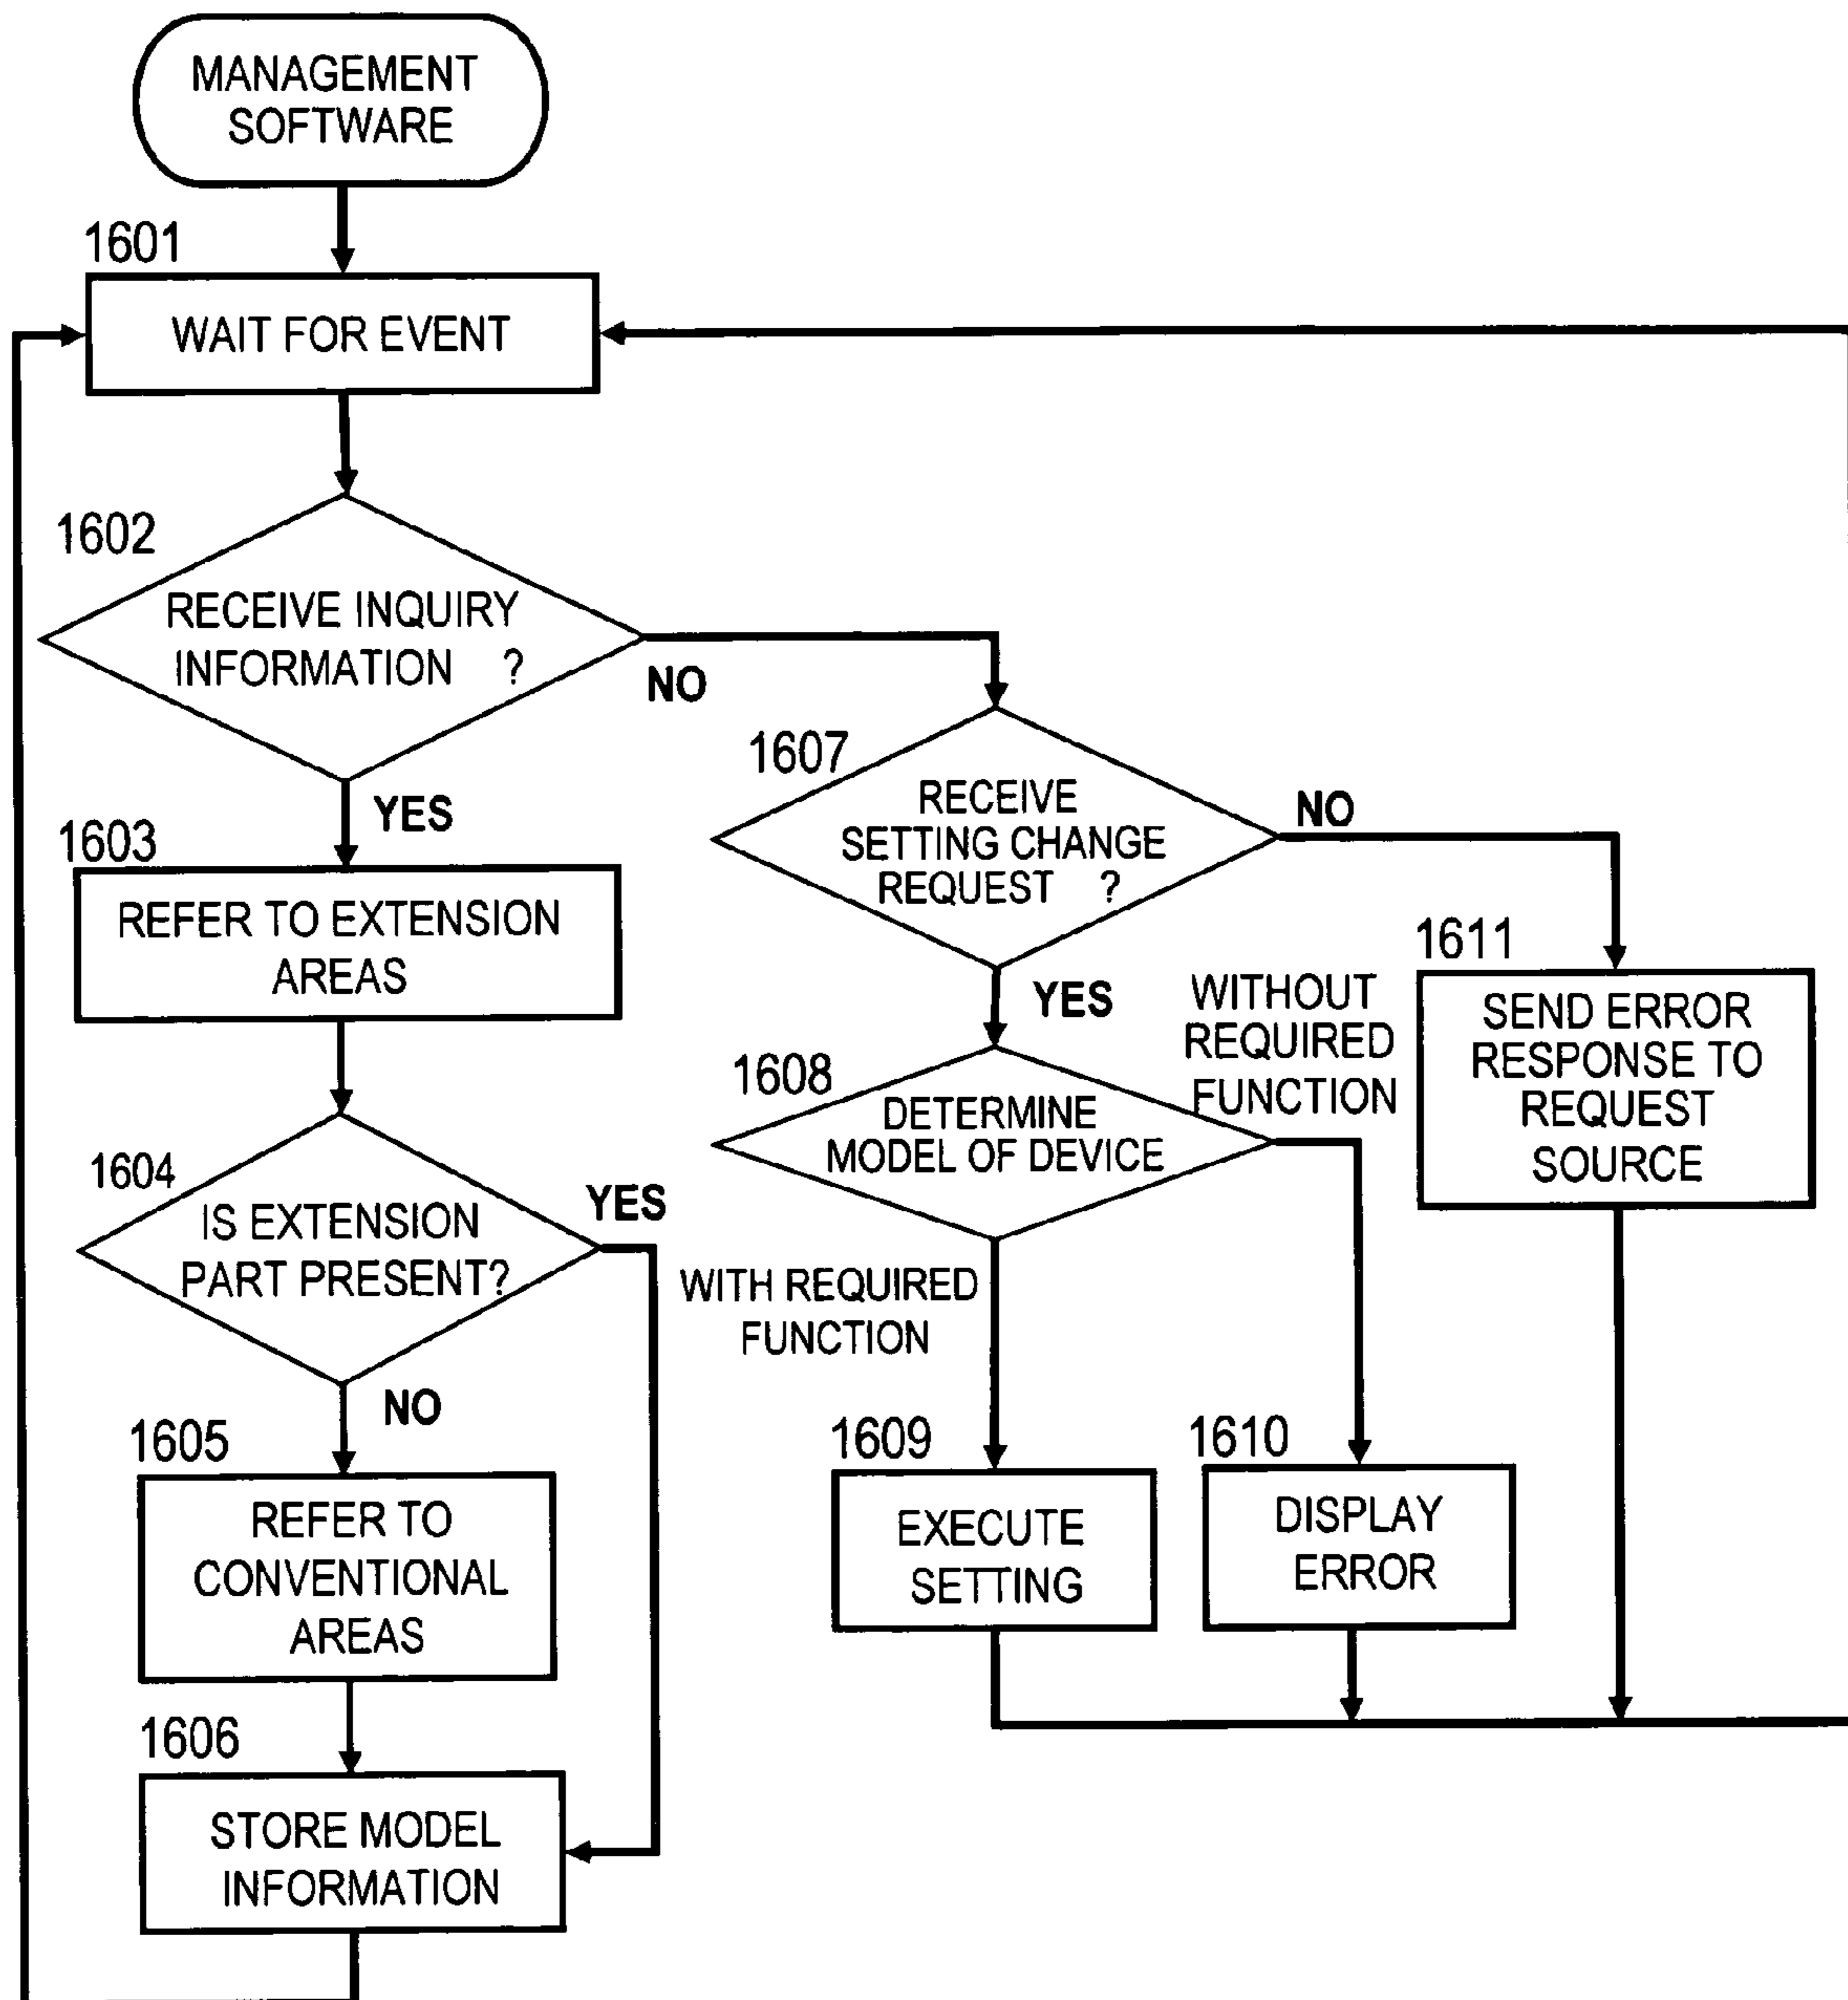 MANAGEMENT
SOFTWARE
1601
WAIT FOR EVENT
1602
RECEIVE INQUIRY
INFORMATION ?
NO
YES
1603
REFER TO EXTENSION
AREAS
1604
IS EXTENSION
PART PRESENT?
YES
NO
1605
REFER TO
CONVENTIONAL
AREAS
1606
STORE MODEL
INFORMATION
1607
RECEIVE
SETTING CHANGE
REQUEST ?
NO
YES
1608
DETERMINE
MODEL OF DEVICE
WITHOUT
REQUIRED
FUNCTION
WITH REQUIRED
FUNCTION
1609
EXECUTE
SETTING
1610
DISPLAY
ERROR
1611
SEND ERROR
RESPONSE TO
REQUEST
SOURCE